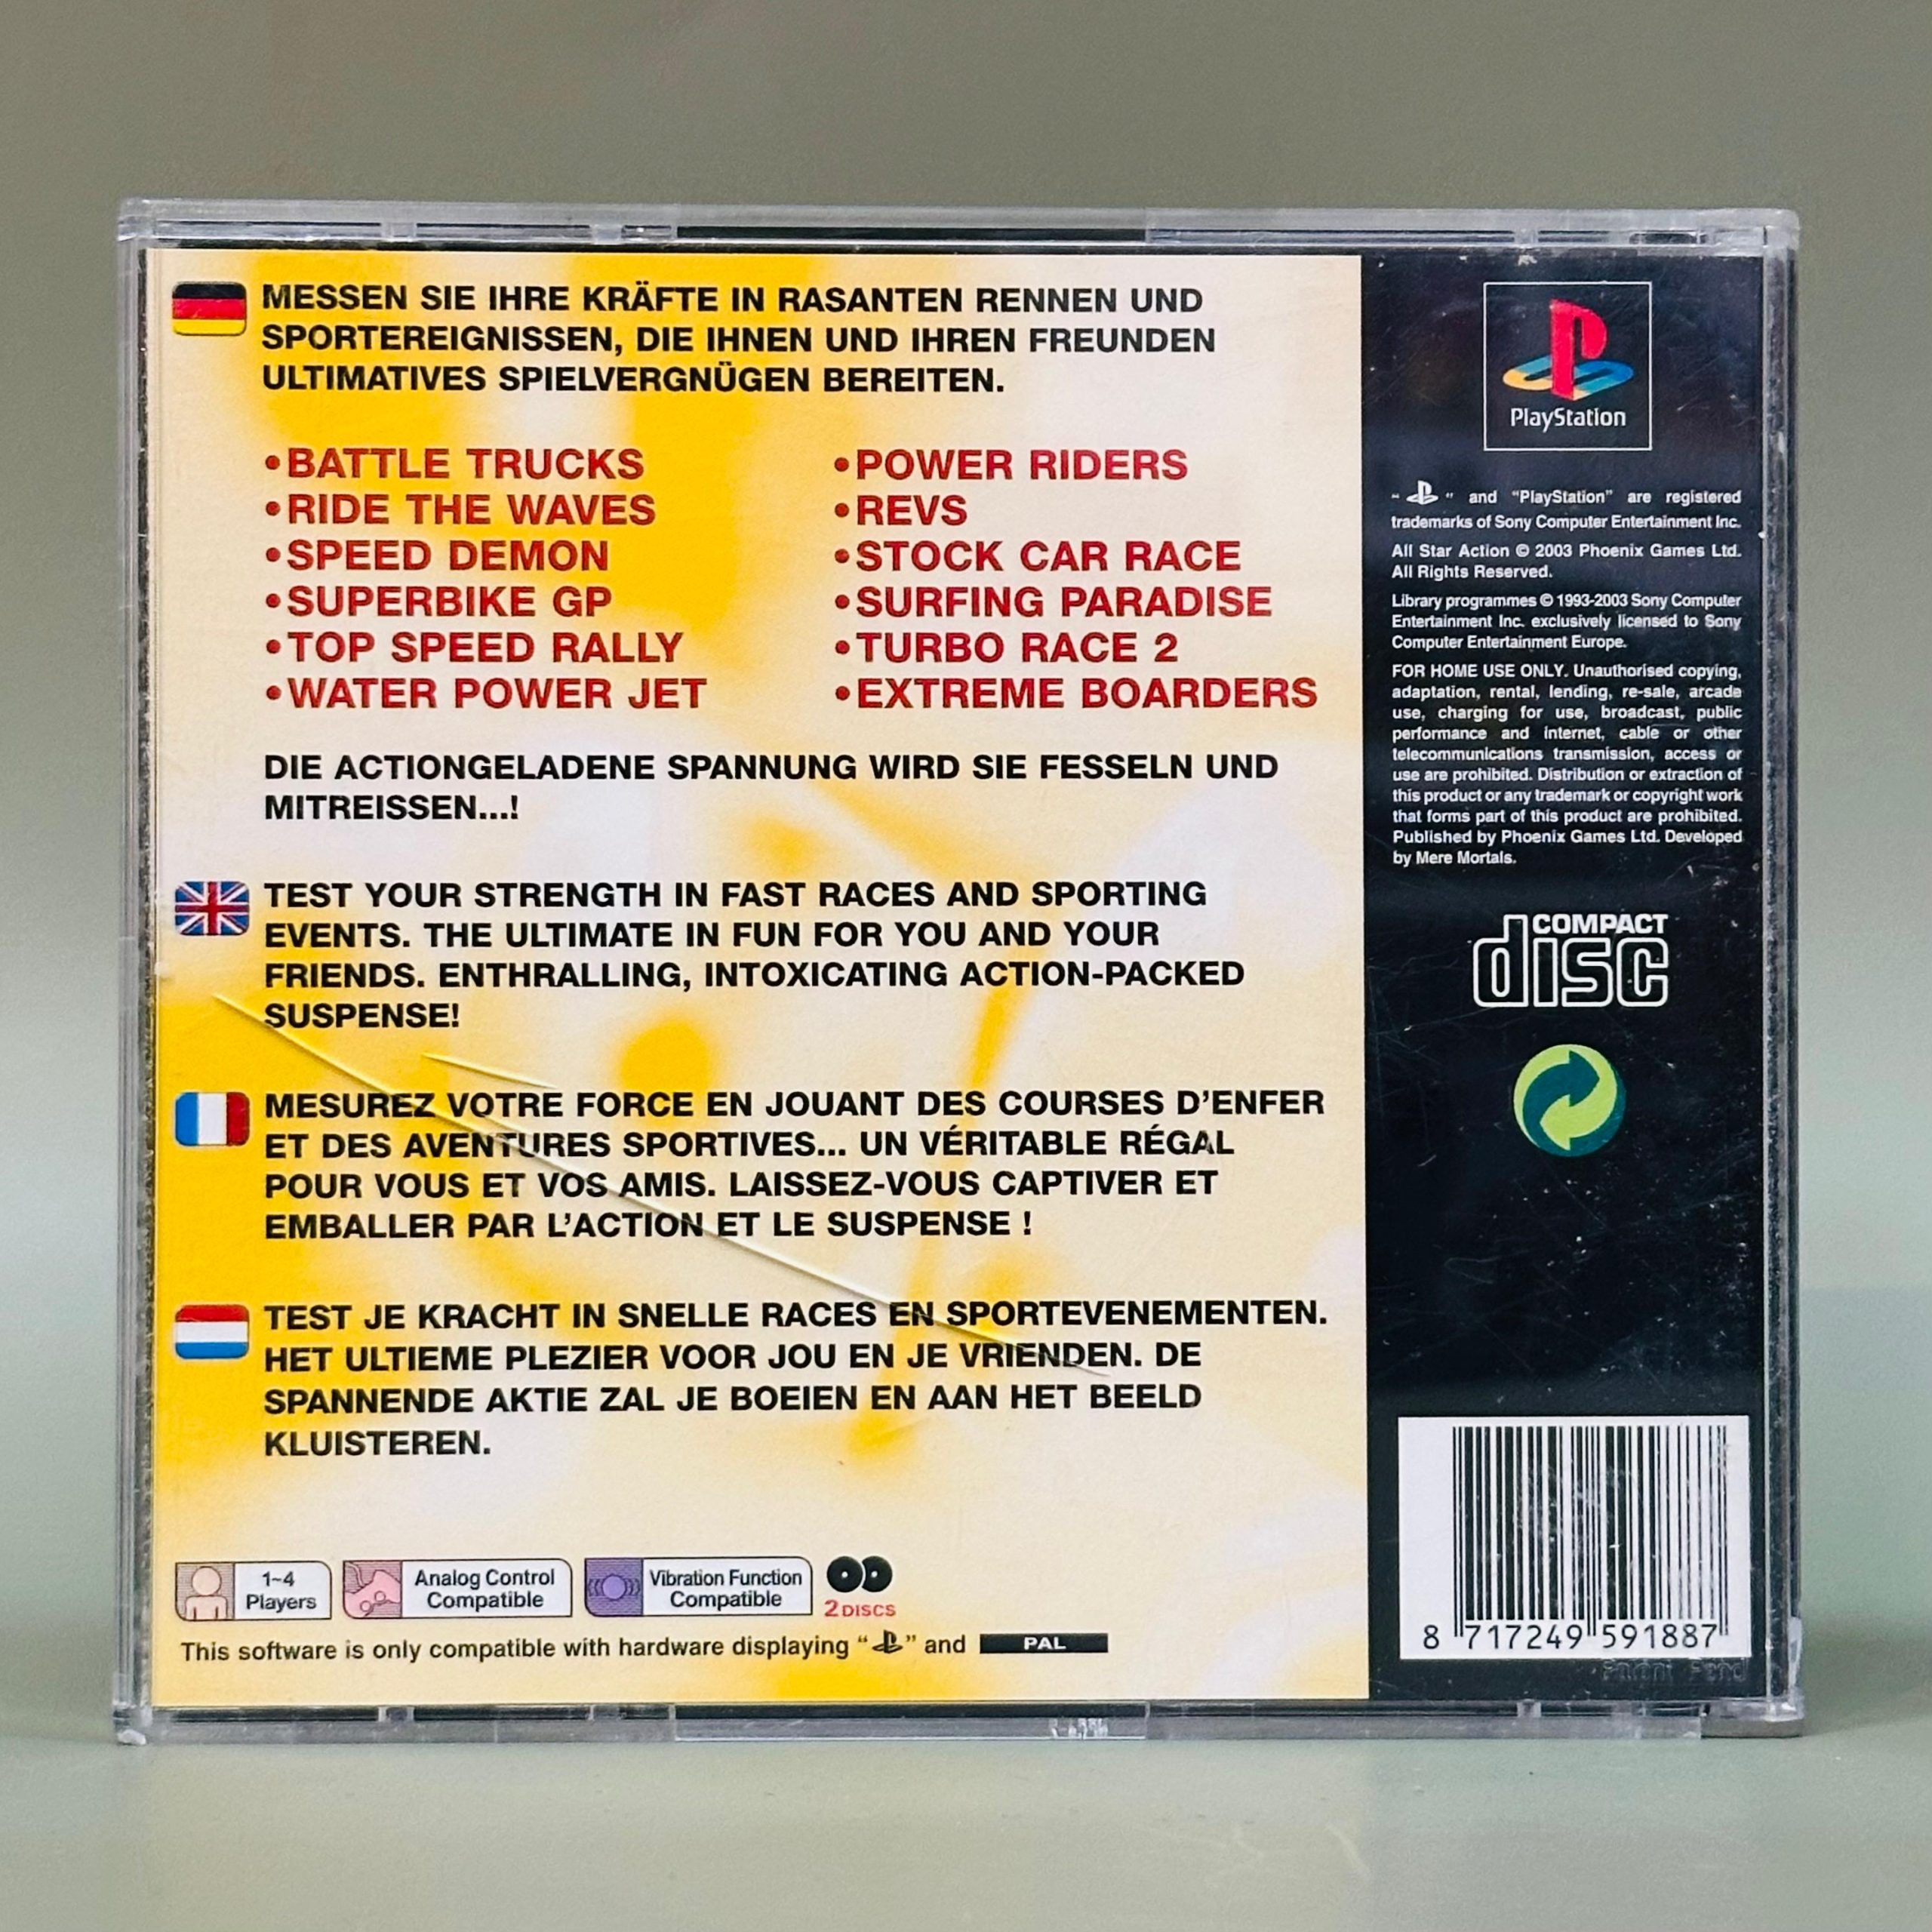 MESSEN SIE IHRE KRÄFTE IN RASANTEN RENNEN UND
SPORTEREIGNISSEN, DIE IHNEN UND IHREN FREUNDEN
ULTIMATIVES SPIELVERGNÜGEN BEREITEN.
•BATTLE TRUCKS
•RIDE THE WAVES
•SPEED DEMON
•SUPERBIKE GP
•TOP SPEED RALLY
•WATER POWER JET
•POWER RIDERS
•REVS
•STOCK CAR RACE
•SURFING PARADISE
•TURBO RACE 2
•EXTREME BOARDERS
DIE ACTIONGELADENE SPANNUNG WIRD SIE FESSELN UND
MITREISSEN...!
TEST YOUR STRENGTH IN FAST RACES AND SPORTING
EVENTS. THE ULTIMATE IN FUN FOR YOU AND YOUR
FRIENDS. ENTHRALLING, INTOXICATING ACTION-PACKED
SUSPENSE!
MESUREZ VOTRE FORCE EN JOUANT DES COURSES D'ENFER
ET DES AVENTURES SPORTIVES... UN VÉRITABLE RÉGAL
POUR VOUS ET VOS AMIS. LAISSEZ-VOUS CAPTIVER ET
EMBALLER PAR L'ACTION ET LE SUSPENSE !
TEST JE KRACHT IN SNELLE RACES EN SPORTEVENEMENTEN.
HET ULTIEME PLEZIER VOOR JOU EN JE VRIENDEN. DE
SPANNENDE AKTIE ZAL JE BOEIEN EN AAN HET BEELD
KLUISTEREN.
1~4
Players
Analog Control
Compatible
Vibration Function
Compatible
2 DISCS
This software is only compatible with hardware displaying “ ” and PAL
PlayStation
“ ” and “PlayStation” are registered
trademarks of Sony Computer Entertainment Inc.
All Star Action © 2003 Phoenix Games Ltd.
All Rights Reserved.
Library programmes © 1993-2003 Sony Computer
Entertainment Inc. exclusively licensed to Sony
Computer Entertainment Europe.
FOR HOME USE ONLY. Unauthorised copying,
adaptation, rental, lending, re-sale, arcade
use, charging for use, broadcast, public
performance and internet, cable or other
telecommunications transmission, access or
use are prohibited. Distribution or extraction of
this product or any trademark or copyright work
that forms part of this product are prohibited.
Published by Phoenix Games Ltd. Developed
by Mere Mortals.
COMPACT
disc
8 717249 591887